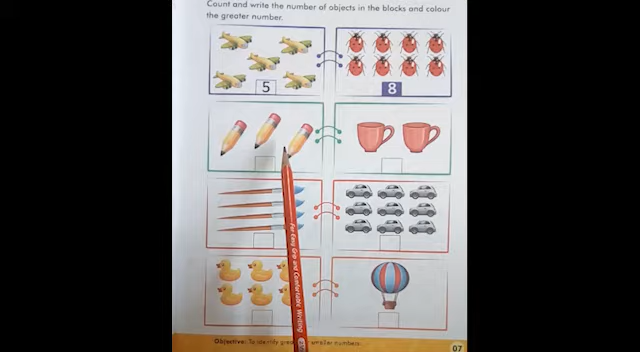 Count and write the number of objects in the blocks and colour
the greater number.
5
8
For Easy Grip and Comfortable Writing
Objective: To identify smaller numbers.
07